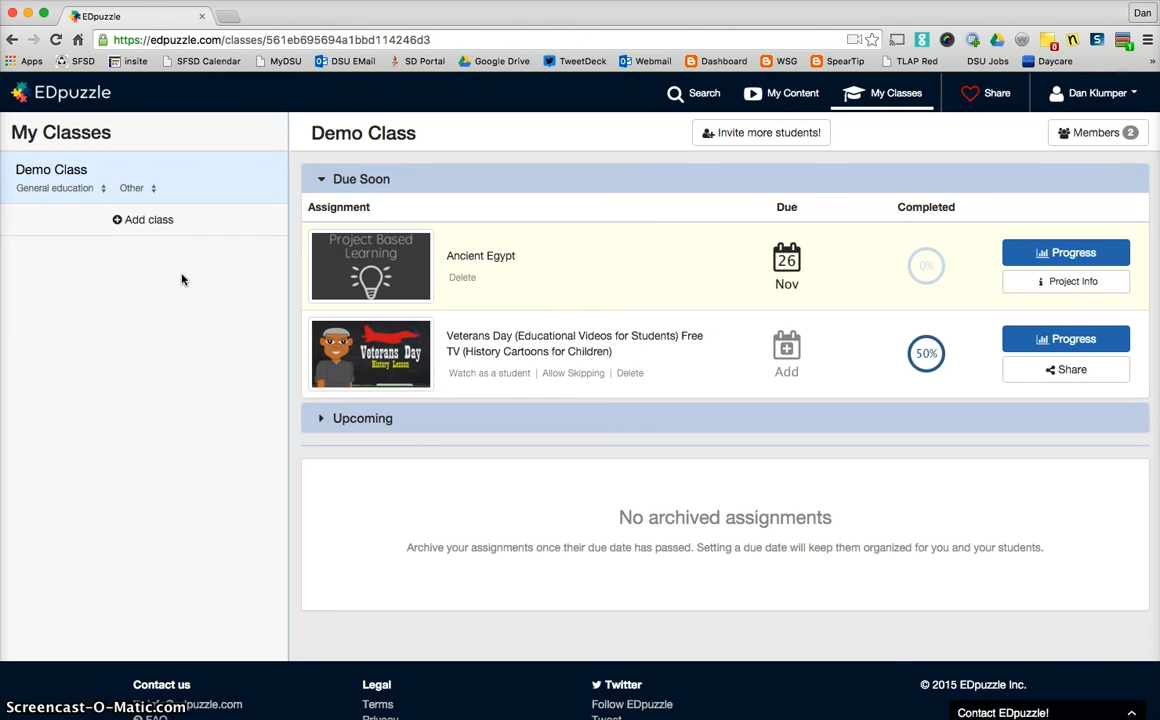 EDpuzzle
Dan
https://edpuzzle.com/classes/561eb695694a1bbd114246d3
Apps SFSD insite SFSD Calendar MyDSU DSU EMail SD Portal Google Drive TweetDeck Webmail Dashboard WSG SpearTip TLAP Red DSU Jobs Daycare »
EDpuzzle Search My Content My Classes Share Dan Klumper
My Classes
Demo Class
General education Other
Add class
Demo Class Invite more students! Members 2
Due Soon
Assignment Due Completed
Project Based
Learning
Ancient Egypt
Delete
26
Nov
0%
Progress
Project Info
Veterans Day
History Lesson
Veterans Day (Educational Videos for Students) Free
TV (History Cartoons for Children)
Watch as a student | Allow Skipping | Delete
Add
50%
Progress
Share
Upcoming
No archived assignments
Archive your assignments once their due date has passed. Setting a due date will keep them organized for you and your students.
Contact us Legal Twitter © 2015 EDpuzzle Inc.
Terms Follow EDpuzzle
FAQ Privacy Tweet
Contact EDpuzzle!
Screencast-O-Matic.com